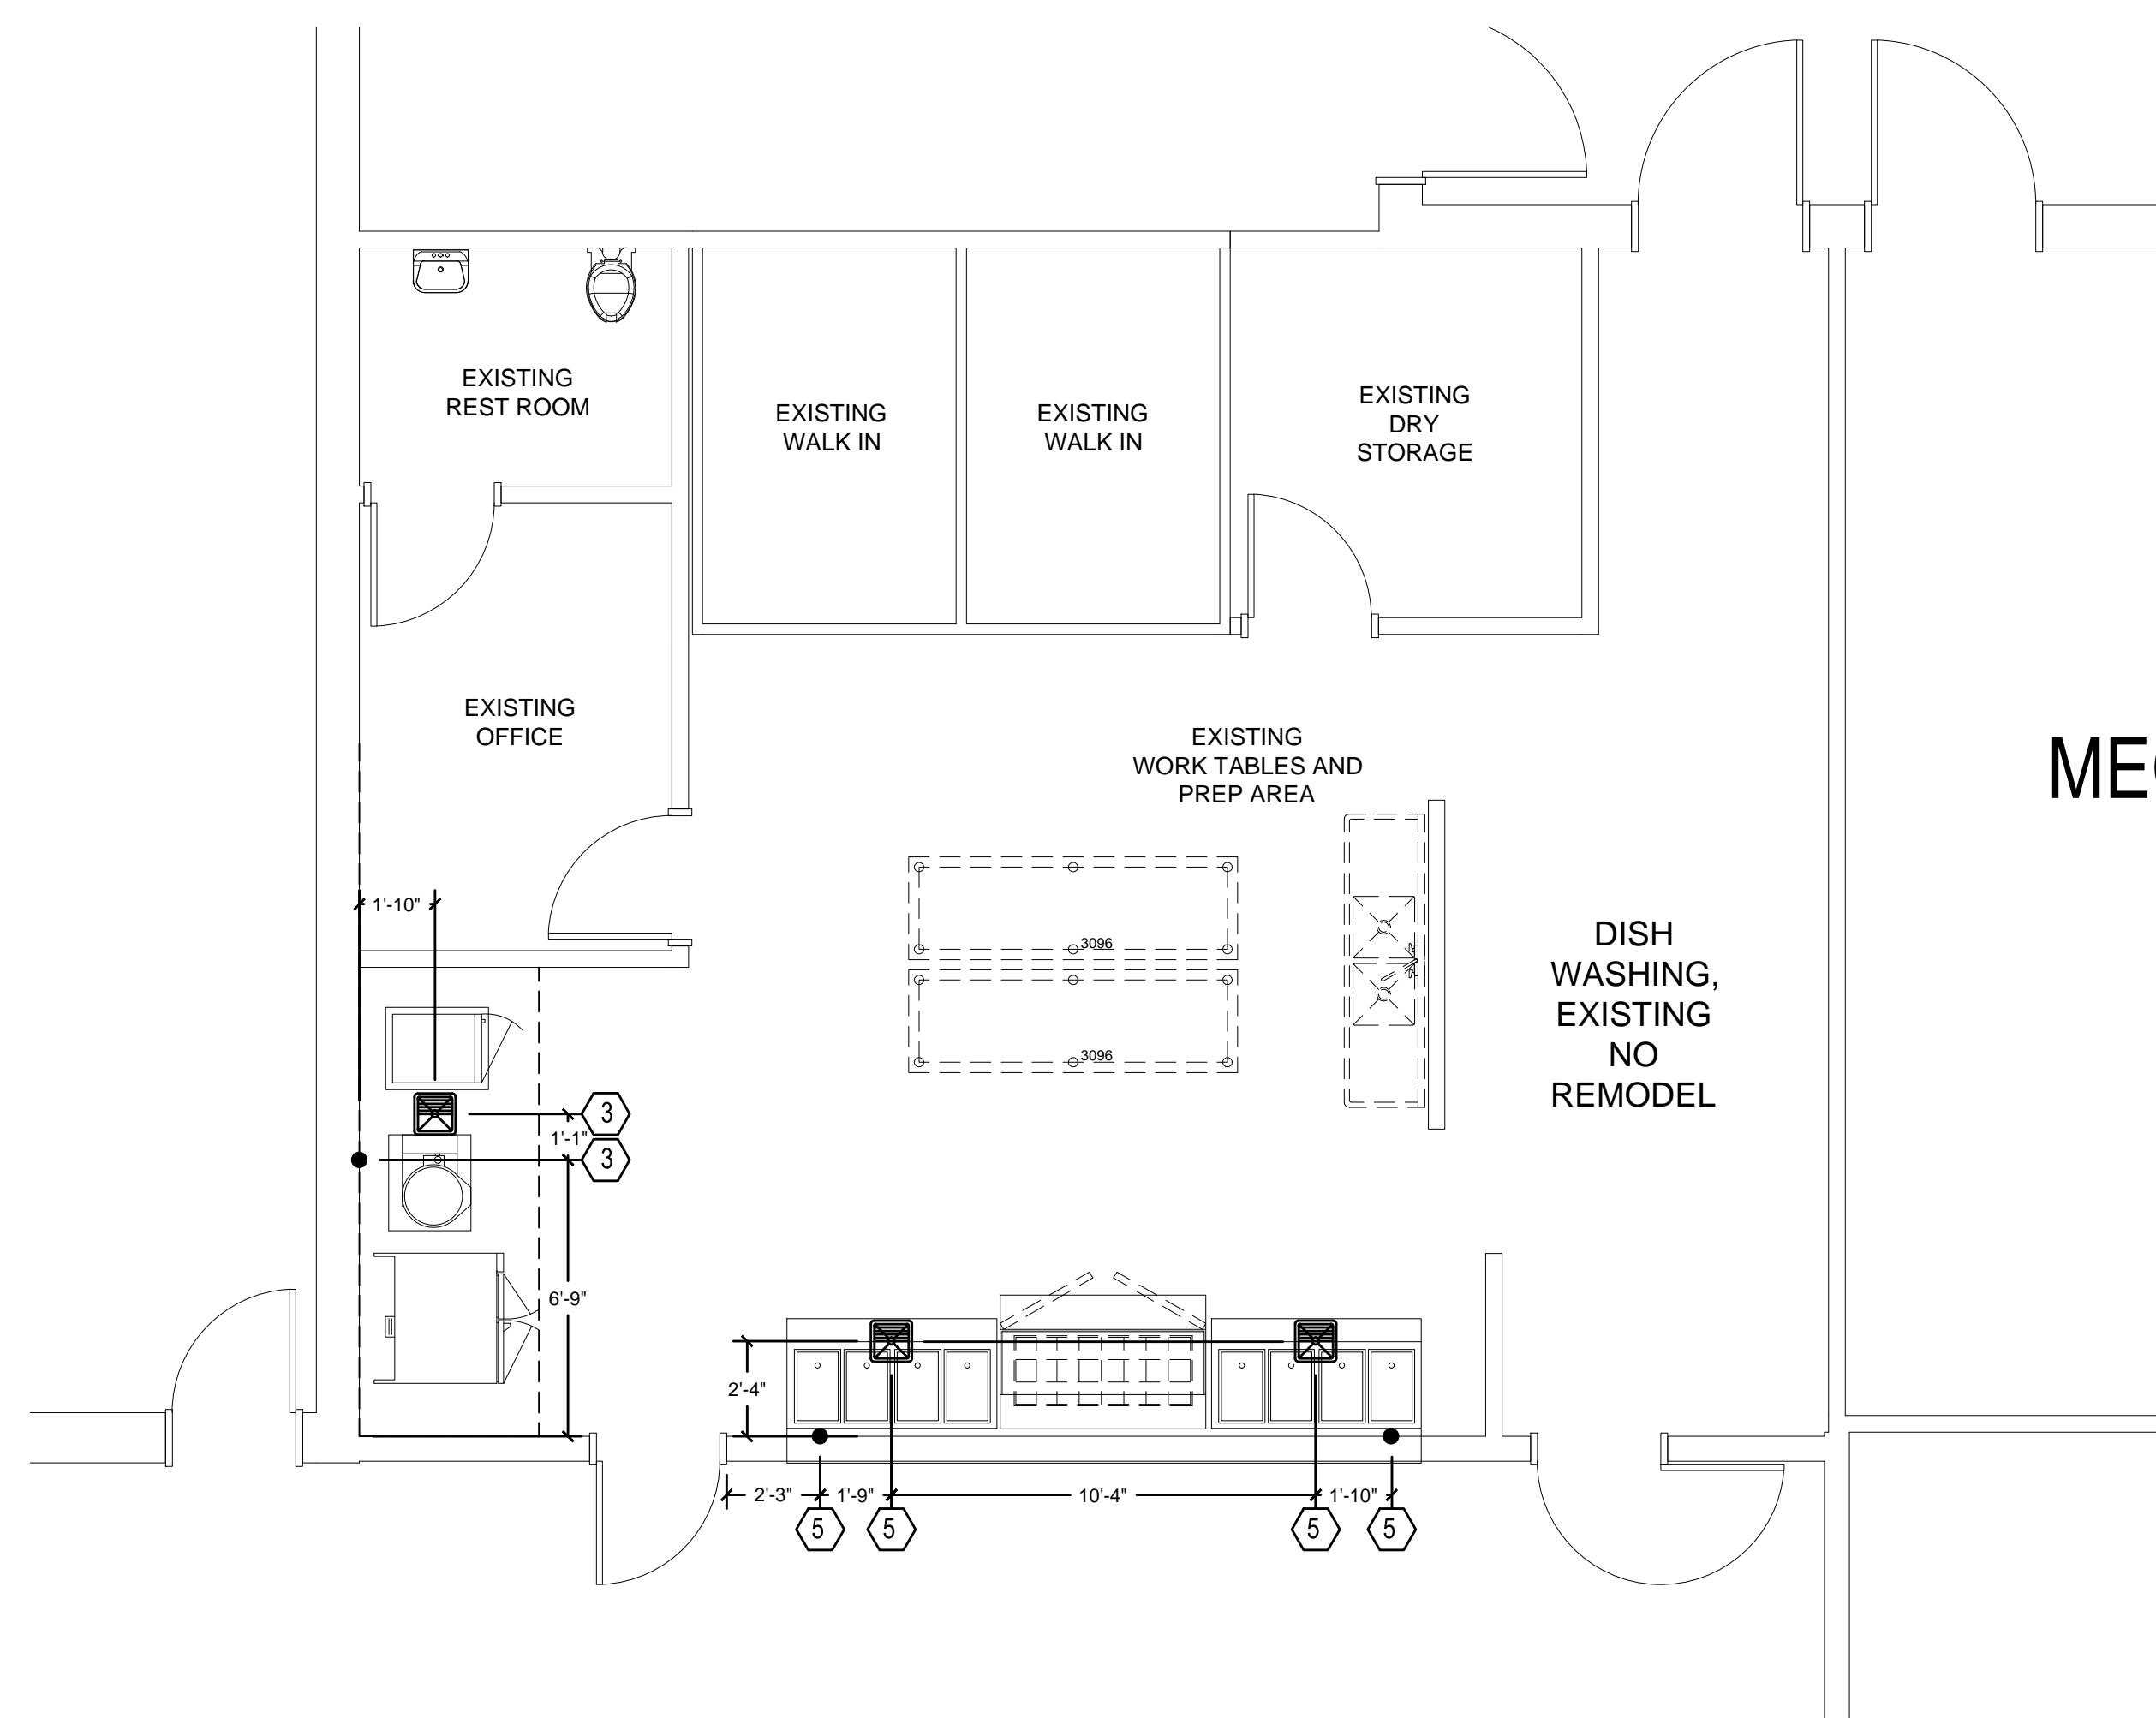 EXISTING
REST ROOM
EXISTING
WALK IN
EXISTING
WALK IN
EXISTING
DRY
STORAGE
EXISTING
OFFICE
EXISTING
WORK TABLES AND
PREP AREA
ME
1'-10"
3096
3096
DISH
WASHING,
EXISTING
NO
REMODEL
3
1'-1"
3
6'-9"
2'-4"
2'-3"
1'-9"
10'-4"
1'-10"
5
5
5
5